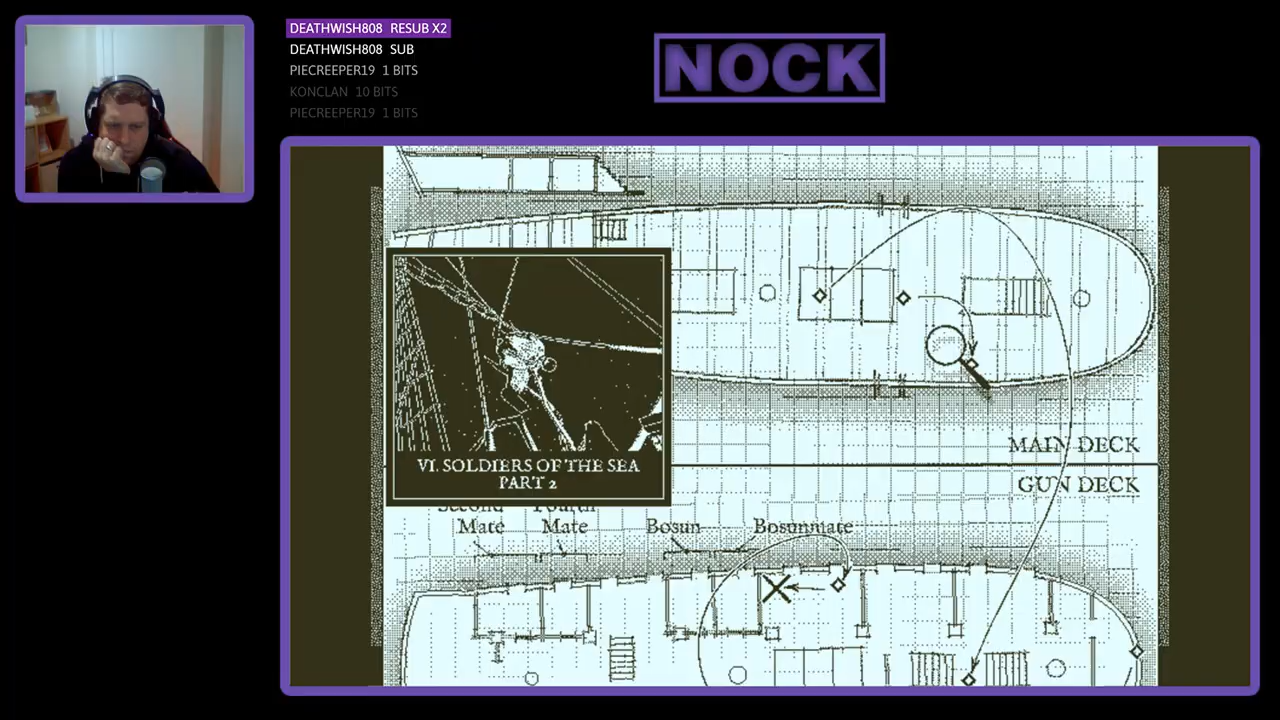 DEATHWISH808 RESUB X2
DEATHWISH808 SUB
PIECREEPER19 1 BITS
KONCLAN 10 BITS
PIECREEPER19 1 BITS
NOCK
VI. SOLDIERS OF THE SEA
PART 2
MAIN DECK
GUN DECK
Second Fourth
Mate Mate Bosun Bosunmate